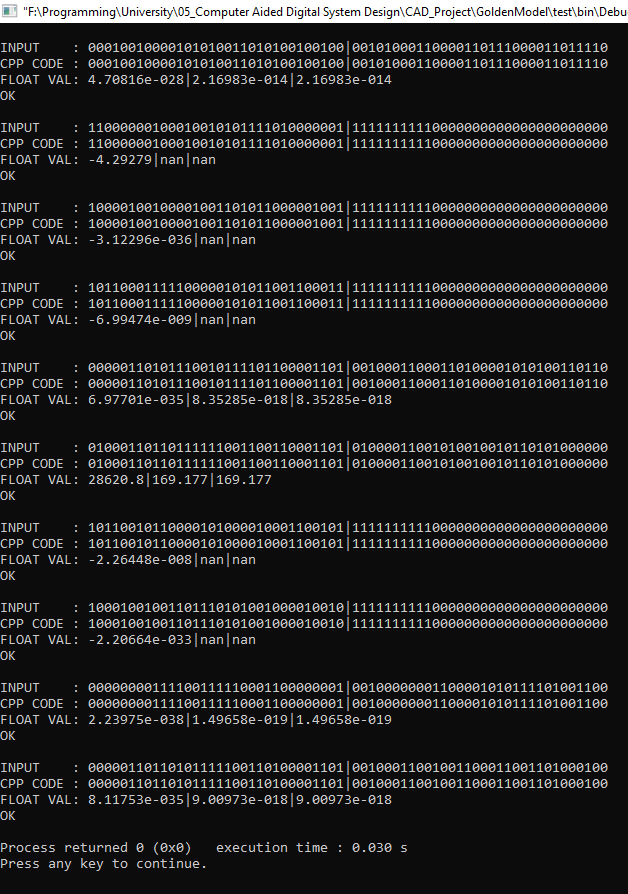 "F:\Programming\University\05_Computer Aided Digital System Design\CAD_Project\GoldenModel\test\bin\Debu
INPUT    : 00010010000101010011010100100100|00101000110000110111000011011110
CPP CODE : 00010010000101010011010100100100|00101000110000110111000011011110
FLOAT VAL: 4.70816e-028|2.16983e-014|2.16983e-014
OK
INPUT    : 11000000100010010101111010000001|11111111110000000000000000000000
CPP CODE : 11000000100010010101111010000001|11111111110000000000000000000000
FLOAT VAL: -4.29279|nan|nan
OK
INPUT    : 10000100100001001101011000001001|11111111110000000000000000000000
CPP CODE : 10000100100001001101011000001001|11111111110000000000000000000000
FLOAT VAL: -3.12296e-036|nan|nan
OK
INPUT    : 10110001111100000101011001100011|11111111110000000000000000000000
CPP CODE : 10110001111100000101011001100011|11111111110000000000000000000000
FLOAT VAL: -6.99474e-009|nan|nan
OK
INPUT    : 00000110101110010111101100001101|00100011000110100001010100110110
CPP CODE : 00000110101110010111101100001101|00100011000110100001010100110110
FLOAT VAL: 6.97701e-035|8.35285e-018|8.35285e-018
OK
INPUT    : 01000110110111111001100110001101|01000011001010010010110101000000
CPP CODE : 01000110110111111001100110001101|01000011001010010010110101000000
FLOAT VAL: 28620.8|169.177|169.177
OK
INPUT    : 10110010110000101000010001100101|11111111110000000000000000000000
CPP CODE : 10110010110000101000010001100101|11111111110000000000000000000000
FLOAT VAL: -2.26448e-008|nan|nan
OK
INPUT    : 10001001001101110101001000010010|11111111110000000000000000000000
CPP CODE : 10001001001101110101001000010010|11111111110000000000000000000000
FLOAT VAL: -2.20664e-033|nan|nan
OK
INPUT    : 00000000111100111110001100000001|00100000001100001010111101001100
CPP CODE : 00000000111100111110001100000001|00100000001100001010111101001100
FLOAT VAL: 2.23975e-038|1.49658e-019|1.49658e-019
OK
INPUT    : 00000110110101111100110100001101|00100011001001100011001101000100
CPP CODE : 00000110110101111100110100001101|00100011001001100011001101000100
FLOAT VAL: 8.11753e-035|9.00973e-018|9.00973e-018
OK
Process returned 0 (0x0)   execution time : 0.030 s
Press any key to continue.